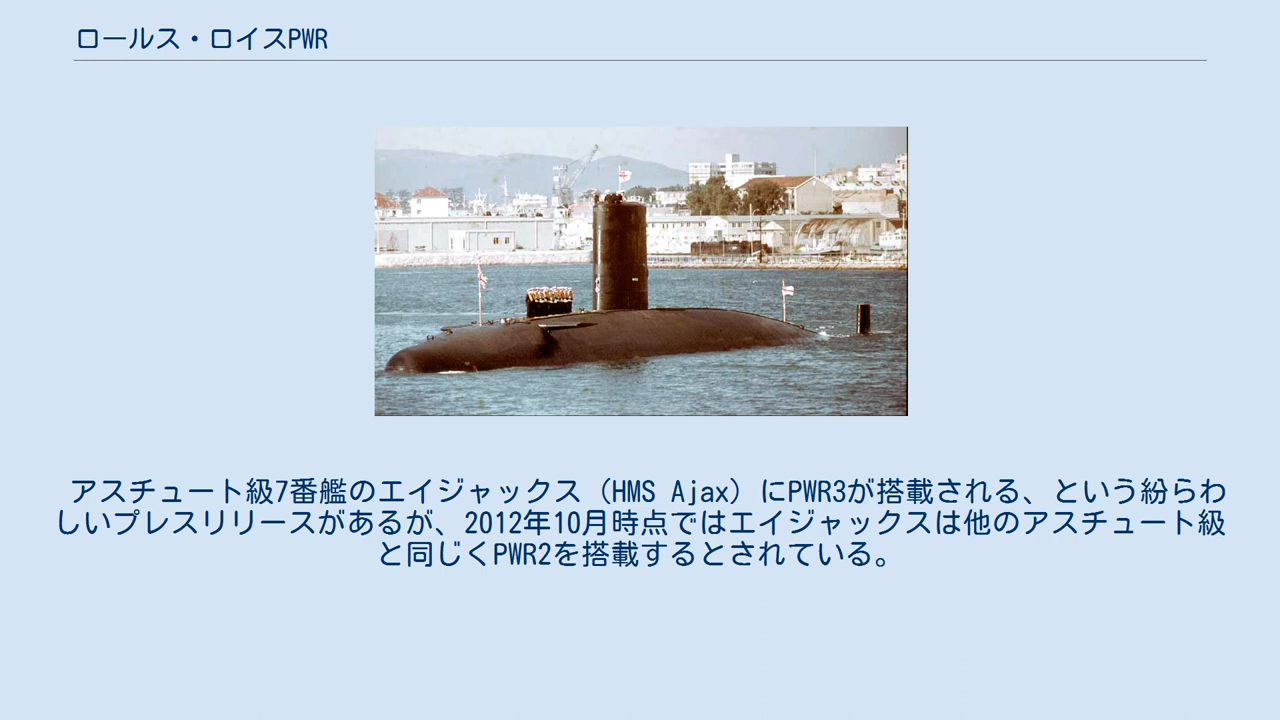 ロールス・ロイスPWR
アスチュート級7番艦のエイジャックス（HMS Ajax）にPWR3が搭載される、という紛らわ
しいプレスリリースがあるが、2012年10月時点ではエイジャックスは他のアスチュート級
と同じくPWR2を搭載するとされている。